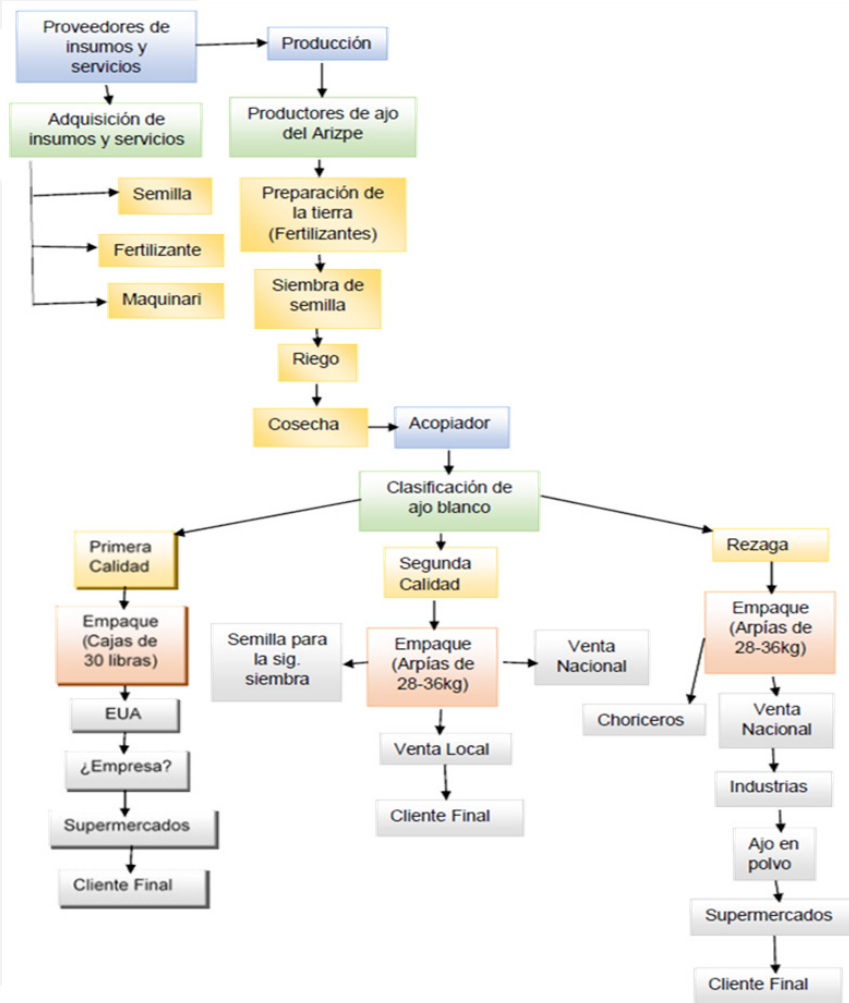 Proveedores de
insumos y
servicios
Producción
Adquisición de
insumos y servicios
Productores de ajo
del Arizpe
Semilla
Fertilizante
Maquinari
Preparación de
la tierra
(Fertilizantes)
Siembra de
semilla
Riego
Cosecha
Acopiador
Clasificación de
ajo blanco
Primera
Calidad
Empaque
(Cajas de
30 libras)
EUA
¿Empresa?
Supermercados
Cliente Final
Segunda
Calidad
Semilla para
la sig.
siembra
Empaque
(Arpías de
28-36kg)
Venta
Nacional
Venta Local
Cliente Final
Rezaga
Empaque
(Arpías de
28-36kg)
Choriceros
Venta
Nacional
Industrias
Ajo en
polvo
Supermercados
Cliente Final